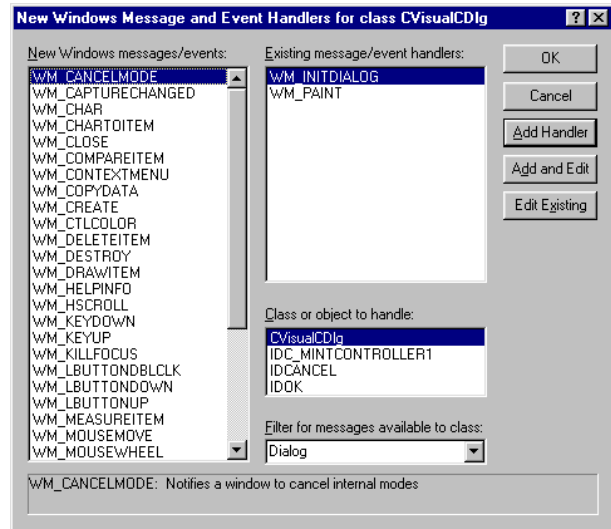 New Windows Message and Event Handlers for class CVisualCDlg
New Windows messages/events:
WM_CANCELMODE
WM_CAPTURECHANGED
WM_CHAR
WM_CHARTOITEM
WM_CLOSE
WM_COMPAREITEM
WM_CONTEXTMENU
WM_COPYDATA
WM_CREATE
WM_CTLCOLOR
WM_DELETEITEM
WM_DESTROY
WM_DRAWITEM
WM_HELPINFO
WM_HSCROLL
WM_KEYDOWN
WM_KEYUP
WM_KILLFOCUS
WM_LBUTTONDBLCLK
WM_LBUTTONDOWN
WM_LBUTTONUP
WM_MEASUREITEM
WM_MOUSEMOVE
WM_MOUSEWHEEL
Existing message/event handlers:
WM_INITDIALOG
WM_PAINT
Class or object to handle:
CVisualCDlg
IDC_MINTCONTROLLER1
IDCANCEL
IDOK
Filter for messages available to class:
Dialog
OK
Cancel
Add Handler
Add and Edit
Edit Existing
WM_CANCELMODE: Notifies a window to cancel internal modes